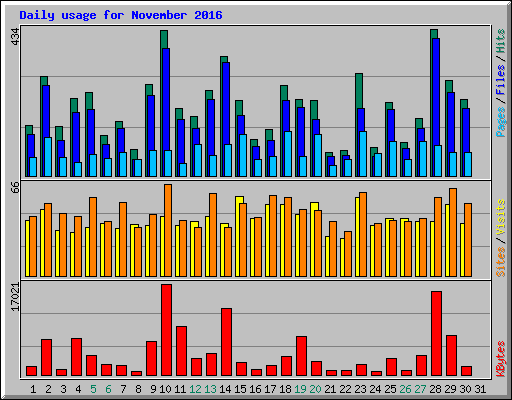 Daily usage for November 2016
434
Pages / Files / Hits
66
Sites / Visits
17021
KBytes
1 2 3 4 5 6 7 8 9 10 11 12 13 14 15 16 17 18 19 20 21 22 23 24 25 26 27 28 29 30 31